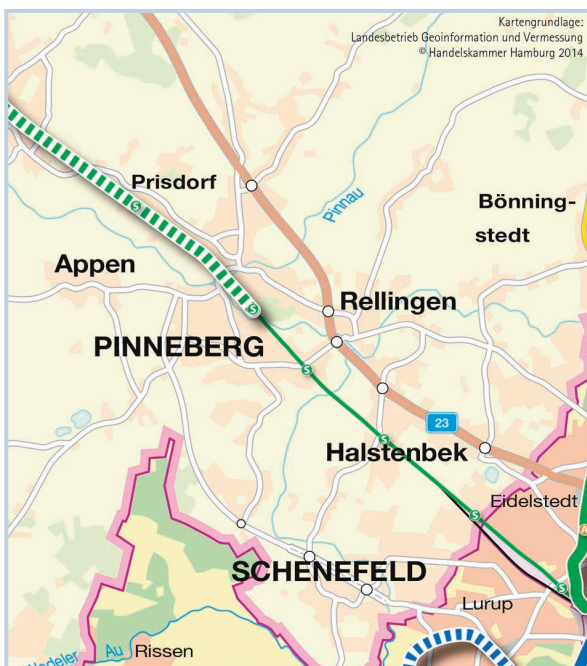 Kartengrundlage:
Landesbetrieb Geoinformation und Vermessung
© Handelskammer Hamburg 2014
Prisdorf
S
Pinnau
Bönning-
stedt
Appen
S
Rellingen
PINNEBERG
S
23
S
Halstenbek
Eidelstedt
S
A
SCHENEFELD
S
Lurup
Au
Rissen